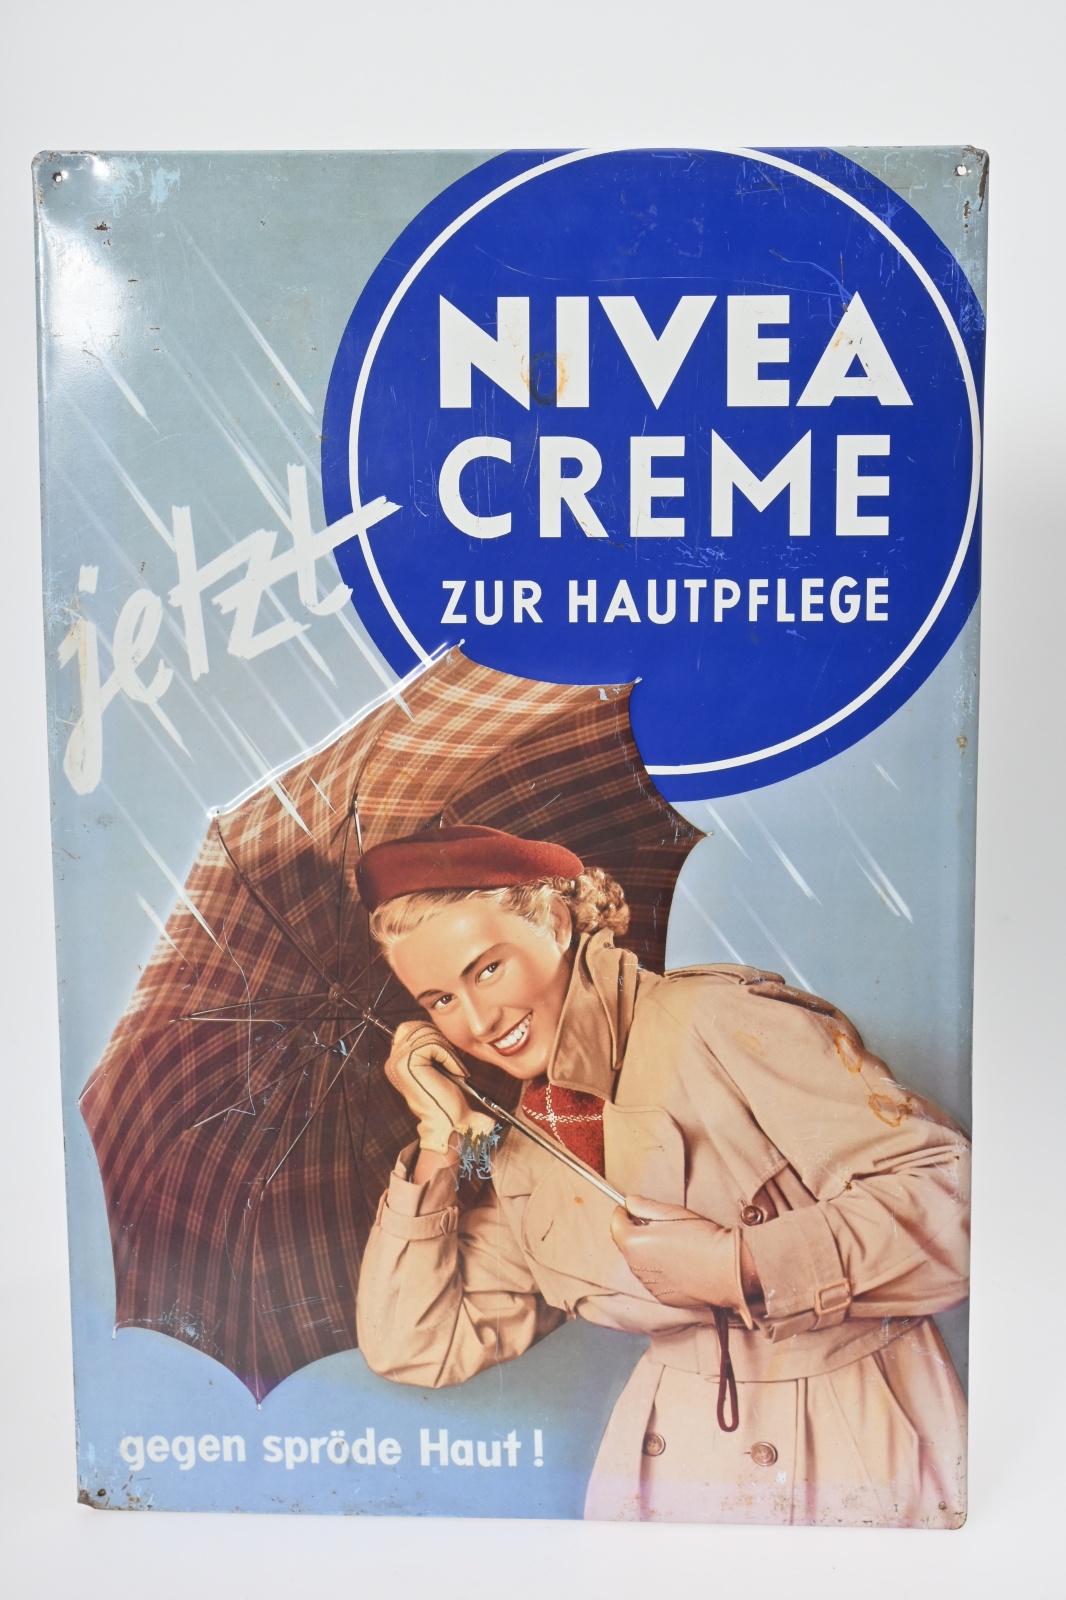 NIVEA
CREME
ZUR HAUTPFLEGE
jetzt
gegen spröde Haut!